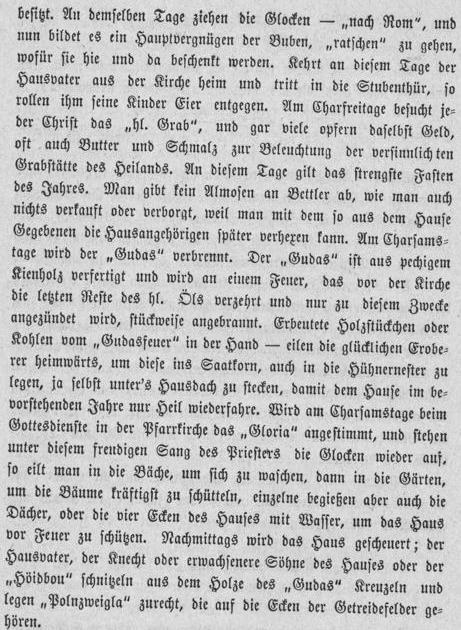 besitzt. An demselben Tage ziehen die Glocken — „nach Rom“, und
nun bildet es ein Hauptvergnügen der Buben, „ratschen“ zu gehen,
wofür sie hie und da beschenkt werden. Kehrt an diesem Tage der
Hausvater aus der Kirche heim und tritt in die Stubenthür, so
rollen ihm seine Kinder Eier entgegen. Am Charfreitage besucht je-
der Christ das „hl. Grab“, und gar viele opfern daselbst Geld,
oft auch Butter und Schmalz zur Beleuchtung der versinnlichten
Grabstätte des Heilands. An diesem Tage gilt das strengste Fasten
des Jahres. Man gibt kein Almosen an Bettler ab, wie man auch
nichts verkauft oder verborgt, weil man mit dem so aus dem Hause
Gegebenen die Hausangehörigen später verhexen kann. Am Charsams-
tage wird der „Gudas“ verbrennt. Der „Gudas“ ist aus pechigem
Kienholz verfertigt und wird an einem Feuer, das vor der Kirche
die letzten Reste des hl. Öls verzehrt und nur zu diesem Zwecke
angezündet wird, stückweise angebrannt. Erbeutete Holzstückchen oder
Kohlen vom „Gudasfeuer“ in der Hand — eilen die glücklichen Erobe-
rer heimwärts, um diese ins Saatkorn, auch in die Hühnernester zu
legen, ja selbst unter's Hausdach zu stecken, damit dem Hause im be-
vorstehenden Jahre nur Heil wiederfahre. Wird am Charsamstage beim
Gottesdienste in der Pfarrkirche das „Gloria“ angestimmt, und stehen
unter diesem freudigen Sang des Priesters die Glocken wieder auf,
so eilt man in die Bäche, um sich zu waschen, dann in die Gärten,
um die Bäume kräftigst zu schütteln, einzelne begießen aber auch die
Dächer, oder die vier Ecken des Hauses mit Wasser, um das Haus
vor Feuer zu schützen. Nachmittags wird das Haus gescheuert; der
Hausvater, der Knecht oder erwachsenere Söhne des Hauses oder der
„Höidbou“ schnitzeln aus dem Holze des „Gudas“ Kreuzeln und
legen „Polnzweigla“ zurecht, die auf die Ecken der Getreidefelder ge-
hören.